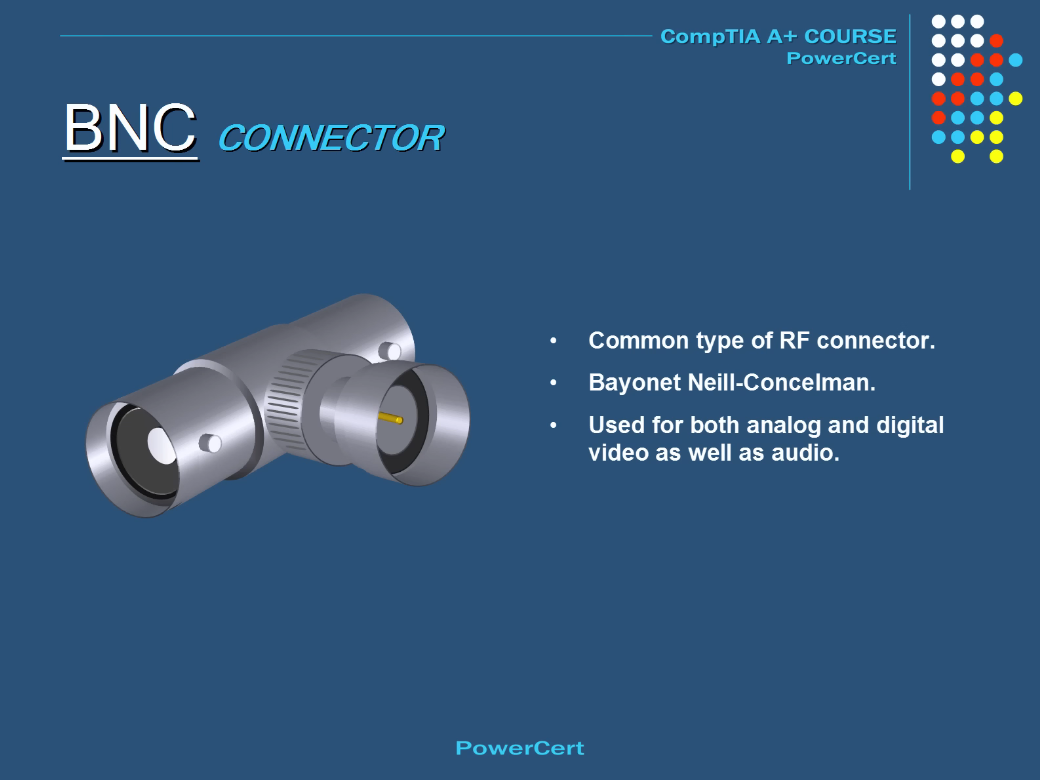 CompTIA A+ COURSE
PowerCert
BNC CONNECTOR
• Common type of RF connector.
• Bayonet Neill-Concelman.
• Used for both analog and digital
video as well as audio.
PowerCert